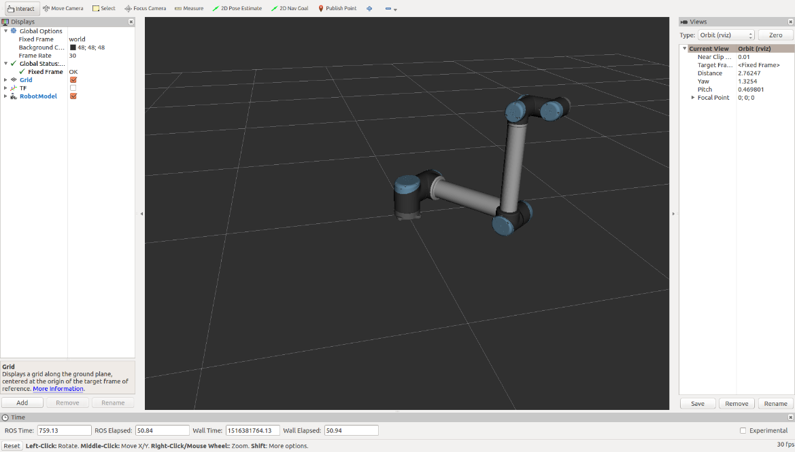 Interact Move Camera Select Focus Camera Measure 2D Pose Estimate 2D Nav Goal Publish Point
Displays
Global Options
Fixed Frame world
Background C... 48; 48; 48
Frame Rate 30
Global Status:...
Fixed Frame OK
Grid
TF
RobotModel
Grid
Displays a grid along the ground plane,
centered at the origin of the target frame of
reference. More Information.
Add Remove Rename
Views
Type: Orbit (rviz) Zero
Current View Orbit (rviz)
Near Clip ... 0.01
Target Fra... <Fixed Frame>
Distance 2.76247
Yaw 1.3254
Pitch 0.469801
Focal Point 0; 0; 0
Save Remove Rename
Time
ROS Time: 759.13 ROS Elapsed: 50.84 Wall Time: 1516381764.13 Wall Elapsed: 50.94 Experimental
Reset Left-Click: Rotate. Middle-Click: Move X/Y. Right-Click/Mouse Wheel:: Zoom. Shift: More options. 30 fps